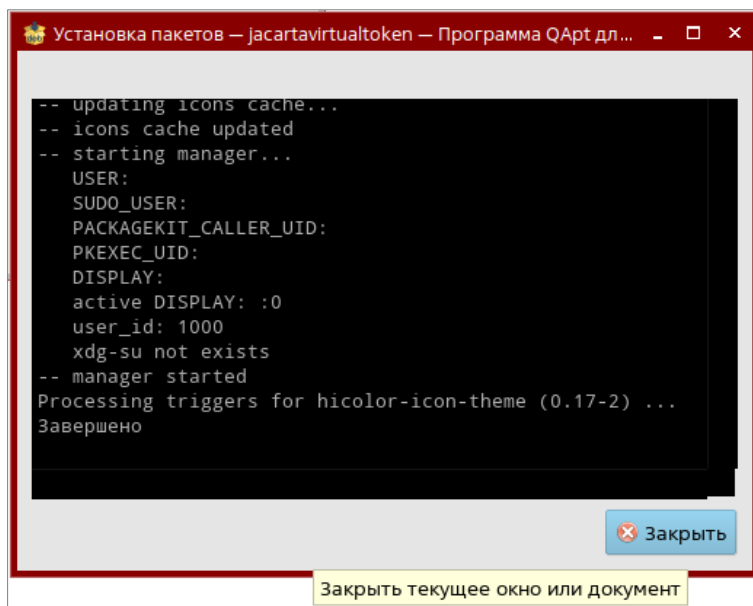 Установка пакетов — jacartavirtualtoken — Программа QApt дл...
-- updating icons cache...
-- icons cache updated
-- starting manager...
USER:
SUDO_USER:
PACKAGEKIT_CALLER_UID:
PKEXEC_UID:
DISPLAY:
active DISPLAY: :0
user_id: 1000
xdg-su not exists
-- manager started
Processing triggers for hicolor-icon-theme (0.17-2) ...
Завершено
Закрыть
Закрыть текущее окно или документ